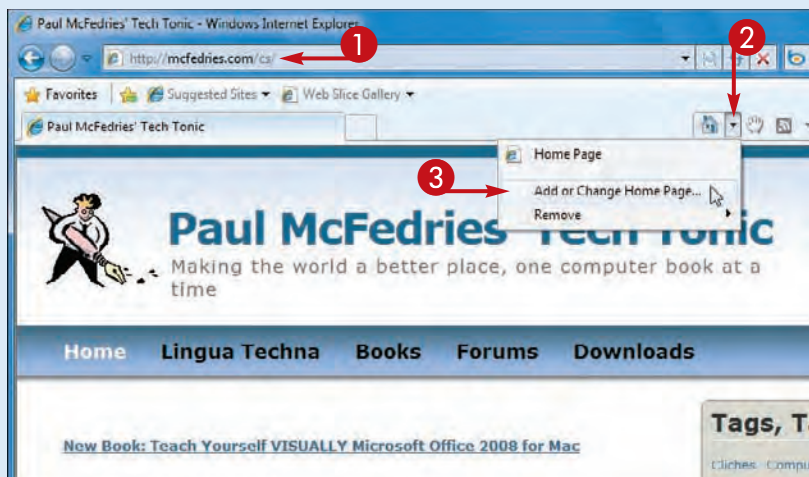 Paul McFedries' Tech Tonic - Windows Internet Explorer
1
2
http://mcfedries.com/cs/
Favorites
Suggested Sites
Web Slice Gallery
Paul McFedries' Tech Tonic
Home Page
3
Add or Change Home Page...
Remove
Paul McFedries' Tech Tonic
Making the world a better place, one computer book at a
time
Home Lingua Techna Books Forums Downloads
Tags, T
New Book: Teach Yourself VISUALLY Microsoft Office 2008 for Mac
Cliches Compu